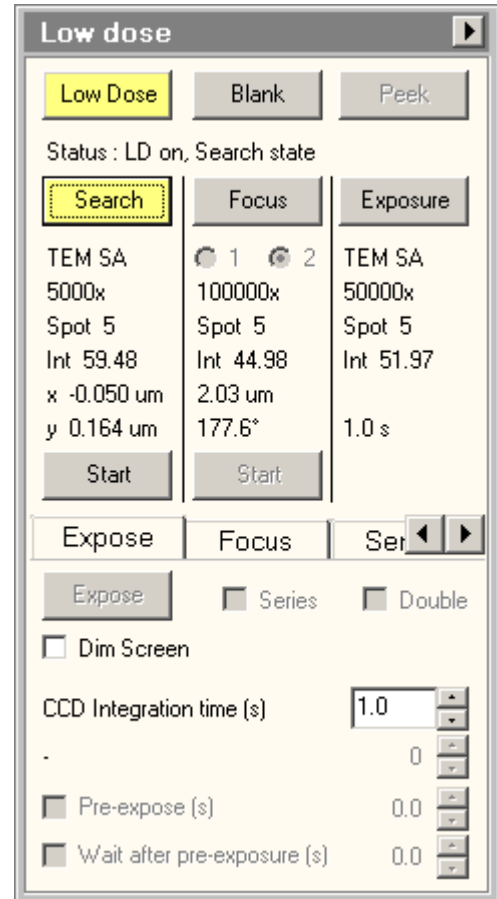 Low dose
Low Dose Blank Peek
Status : LD on, Search state
Search Focus Exposure
TEM SA 1 2 TEM SA
5000x 100000x 50000x
Spot 5 Spot 5 Spot 5
Int 59.48 Int 44.98 Int 51.97
x -0.050 um 2.03 um
y 0.164 um 177.6° 1.0 s
Start Start
Expose Focus Ser
Expose Series Double
Dim Screen
CCD Integration time (s) 1.0
- 0
Pre-expose (s) 0.0
Wait after pre-exposure (s) 0.0